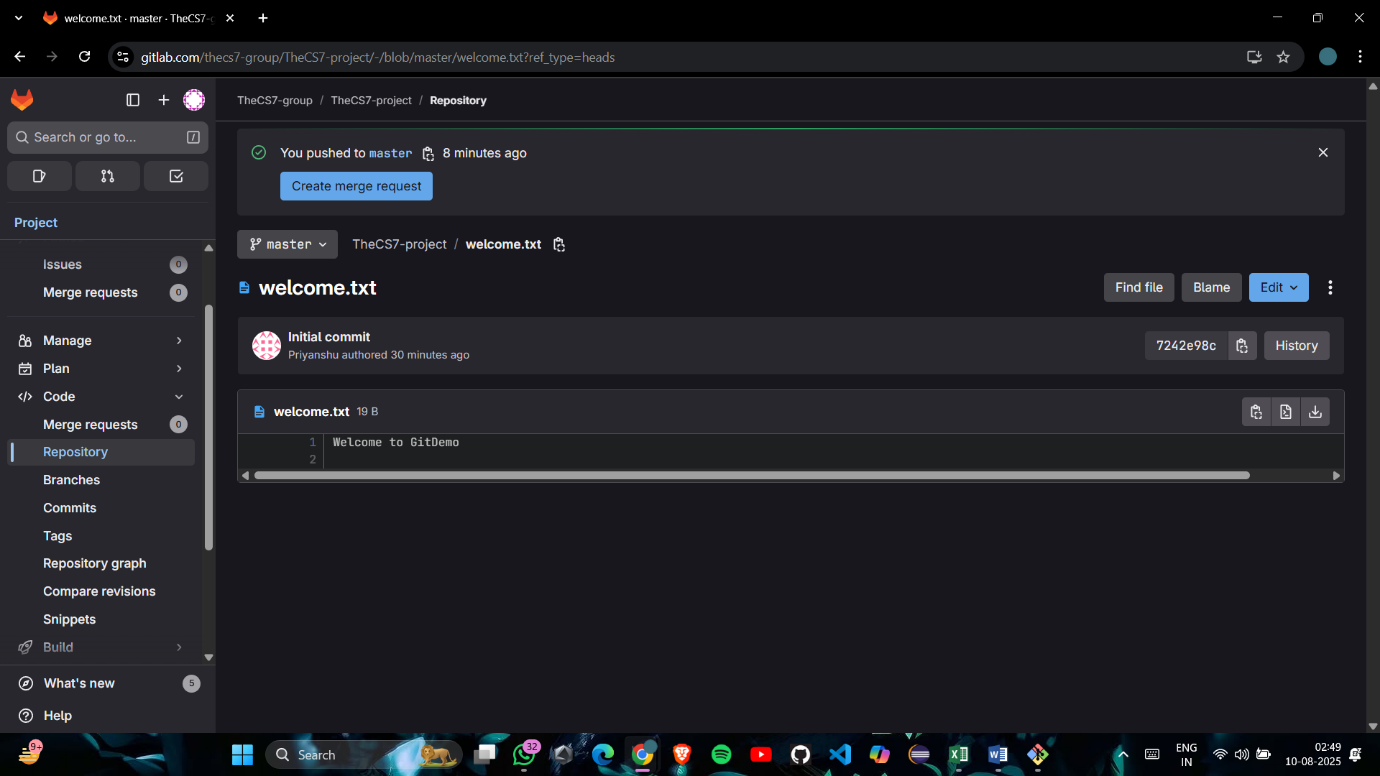 welcome.txt · master · TheCS7-
gitlab.com/thecs7-group/TheCS7-project/-/blob/master/welcome.txt?ref_type=heads
TheCS7-group / TheCS7-project / Repository
Search or go to... /
You pushed to master 8 minutes ago
Create merge request
Project
Issues 0
Merge requests 0
Manage
Plan
Code
Merge requests 0
Repository
Branches
Commits
Tags
Repository graph
Compare revisions
Snippets
Build
What's new 5
Help
master TheCS7-project / welcome.txt
welcome.txt
Find file Blame Edit
Initial commit
Priyanshu authored 30 minutes ago
7242e98c History
welcome.txt 19 B
1 Welcome to GitDemo
2
9+
Search
32
ENG
IN
02:49
10-08-2025